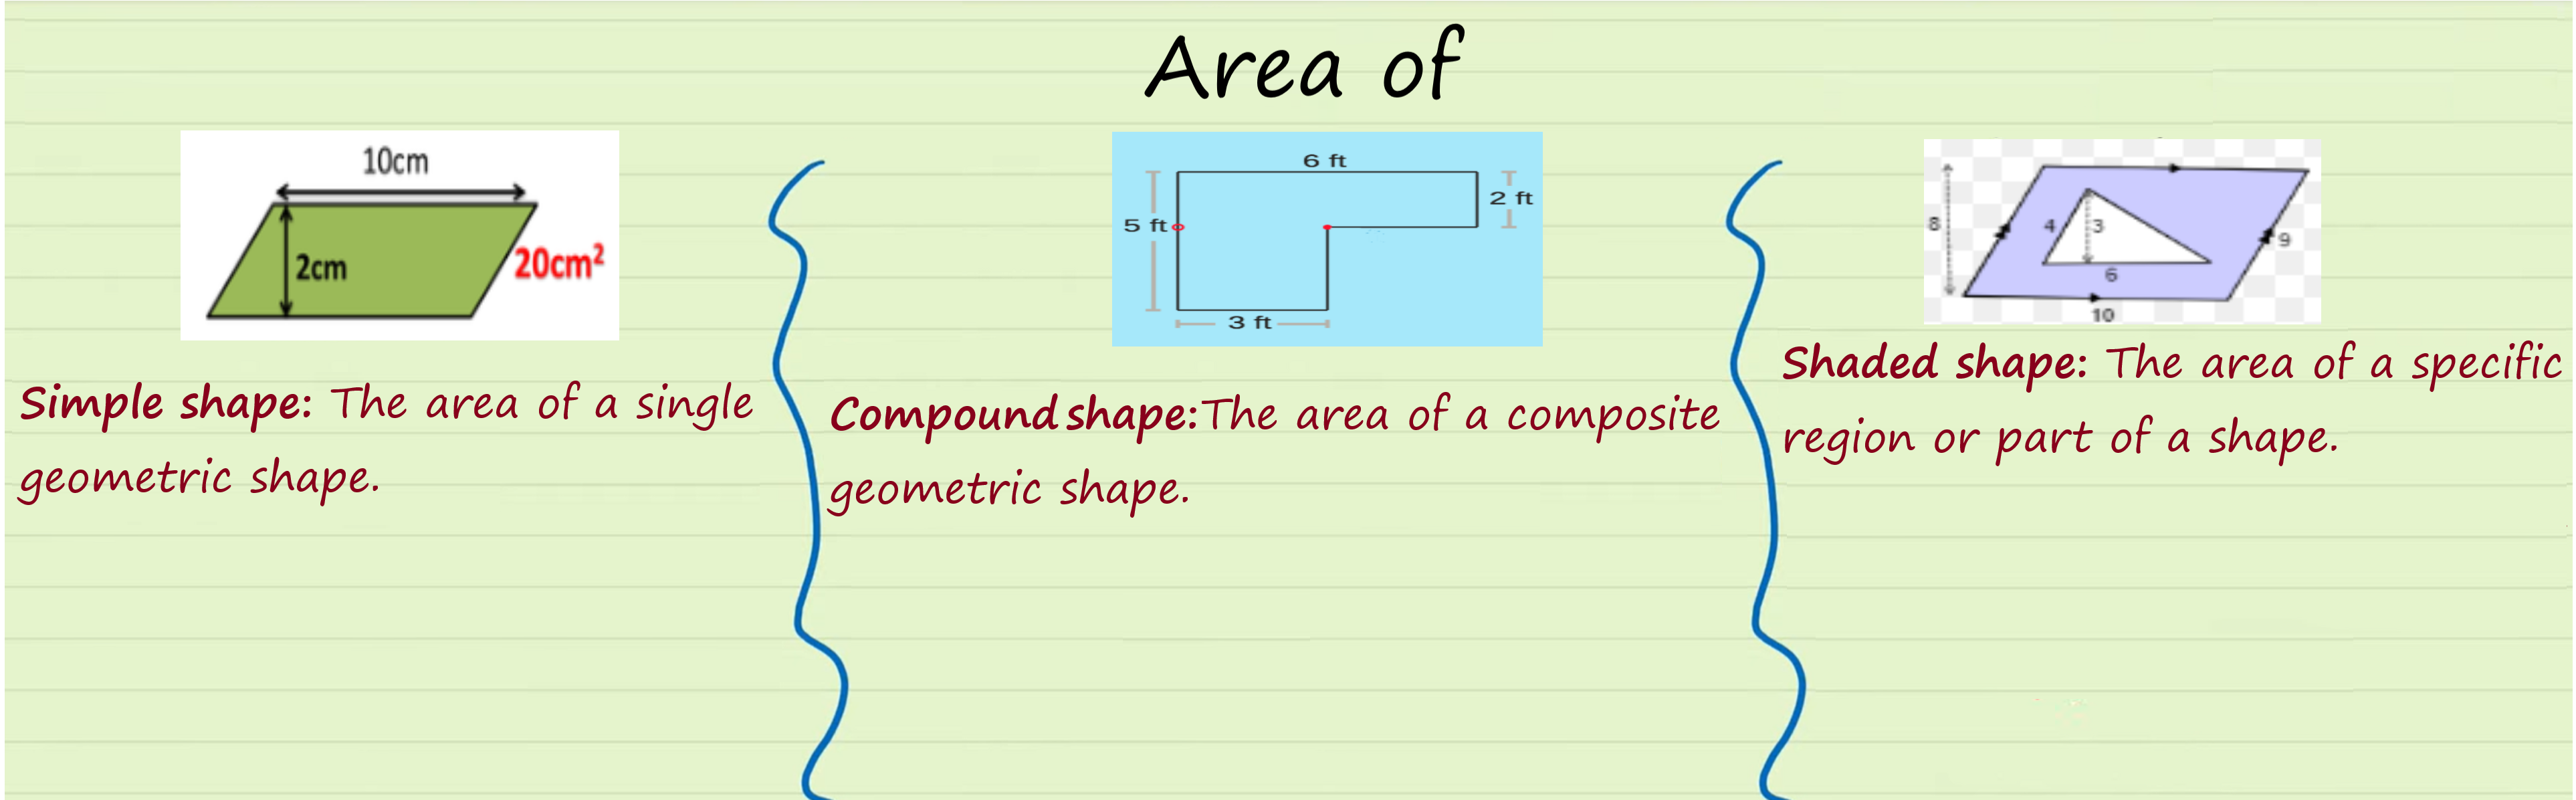 Area of
10cm
2cm
20cm²
Simple shape: The area of a single
geometric shape.
6 ft
2 ft
5 ft
3 ft
Compound shape:The area of a composite
geometric shape.
8
4
3
9
6
10
Shaded shape: The area of a specific
region or part of a shape.